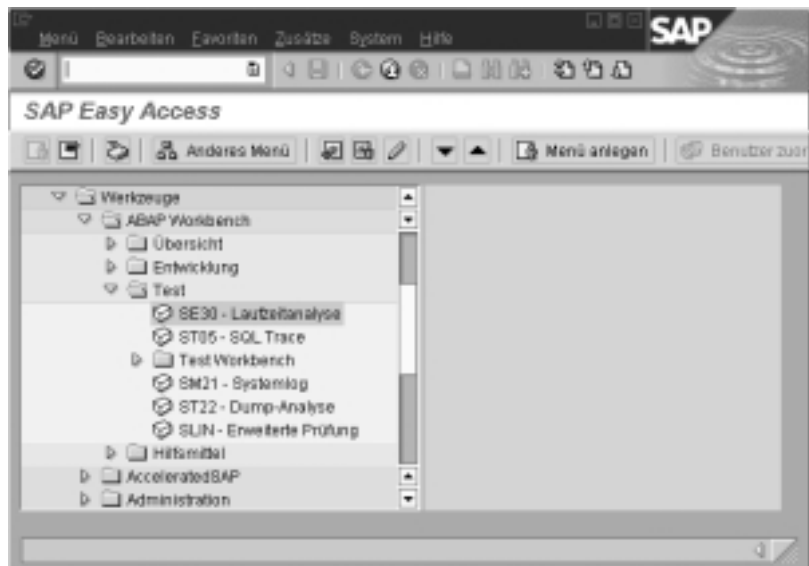 Menü Bearbeiten Favoriten Zusätze System Hilfe
SAP
SAP Easy Access
Anderes Menü Menü anlegen Benutzer zuor
Werkzeuge
ABAP Workbench
Übersicht
Entwicklung
Test
SE30 - Laufzeitanalyse
ST05 - SQL Trace
Test Workbench
SM21 - Systemlog
ST22 - Dump-Analyse
SLIN - Erweiterte Prüfung
Hilfsmittel
AcceleratedSAP
Administration